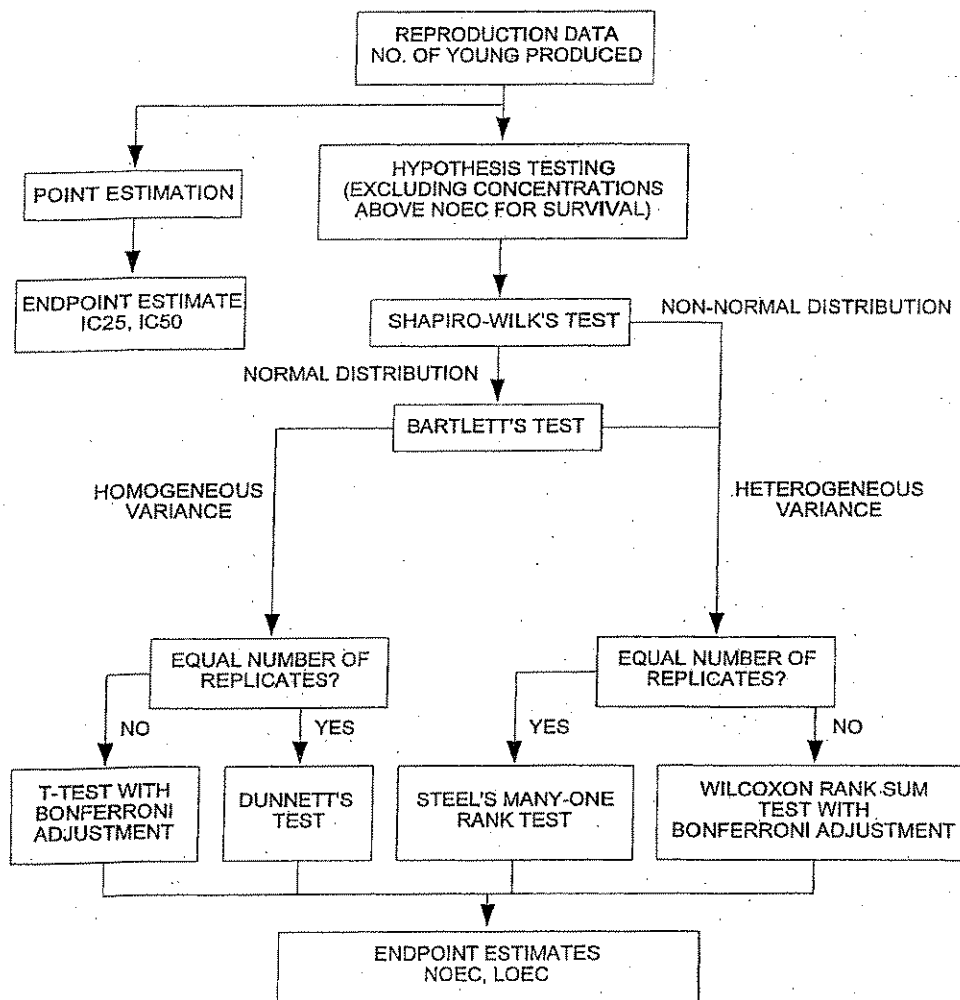 REPRODUCTION DATA
NO. OF YOUNG PRODUCED
HYPOTHESIS TESTING
(EXCLUDING CONCENTRATIONS
ABOVE NOEC FOR SURVIVAL)
POINT ESTIMATION
ENDPOINT ESTIMATE
IC25, IC50
SHAPIRO-WILK'S TEST
NON-NORMAL DISTRIBUTION
NORMAL DISTRIBUTION
BARTLETT'S TEST
HOMOGENEOUS
VARIANCE
HETEROGENEOUS
VARIANCE
EQUAL NUMBER OF
REPLICATES?
EQUAL NUMBER OF
REPLICATES?
NO
YES
YES
NO
T-TEST WITH
BONFERRONI
ADJUSTMENT
DUNNETT'S
TEST
STEEL'S MANY-ONE
RANK TEST
WILCOXON RANK SUM
TEST WITH
BONFERRONI ADJUSTMENT
ENDPOINT ESTIMATES
NOEC, LOEC